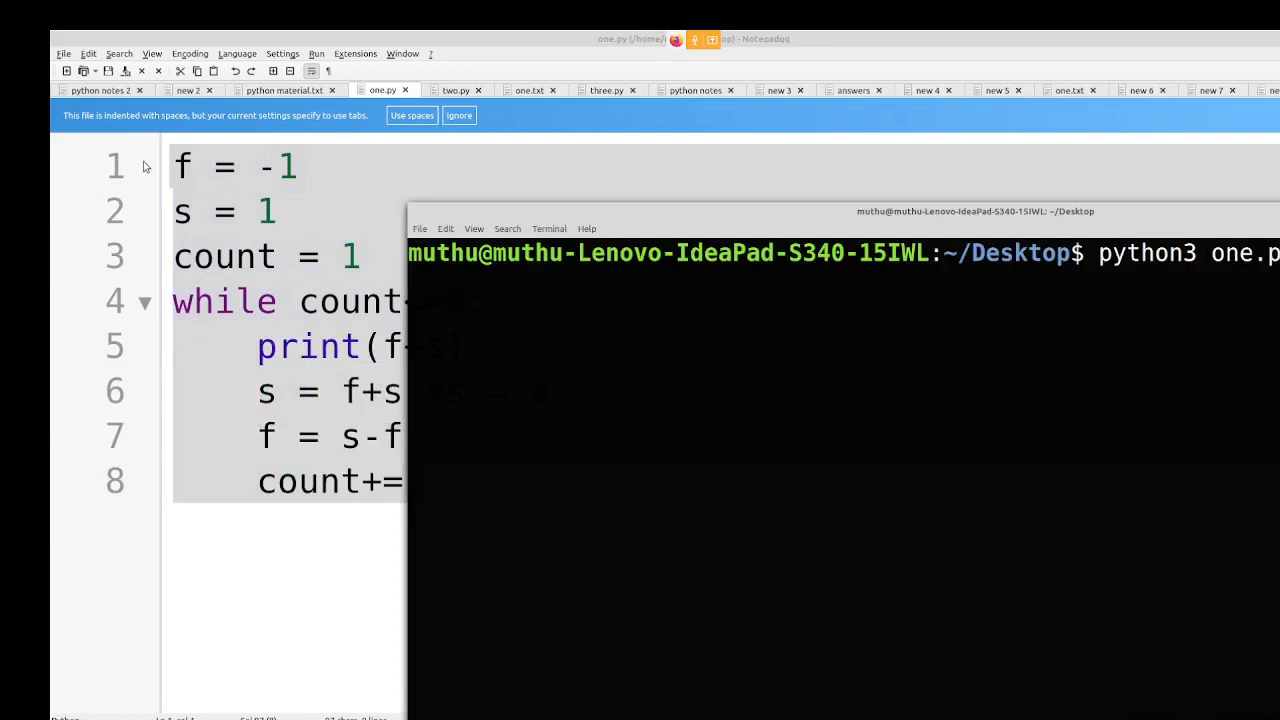 one.py (/home/ op) - Notepadqq
File Edit Search View Encoding Language Settings Run Extensions Window ?
python notes 2 new 2 python material.txt one.py two.py one.txt three.py python notes new 3 answers new 4 new 5 one.txt new 6 new 7
This file is indented with spaces, but your current settings specify to use tabs. Use spaces Ignore
1 f = -1
2 s = 1
3 count = 1
4 while count
5 print(f+s)
6 s = f+s #s =
7 f = s-f
8 count+=
muthu@muthu-Lenovo-IdeaPad-S340-15IWL: ~/Desktop
File Edit View Search Terminal Help
muthu@muthu-Lenovo-IdeaPad-S340-15IWL:~/Desktop$ python3 one.p